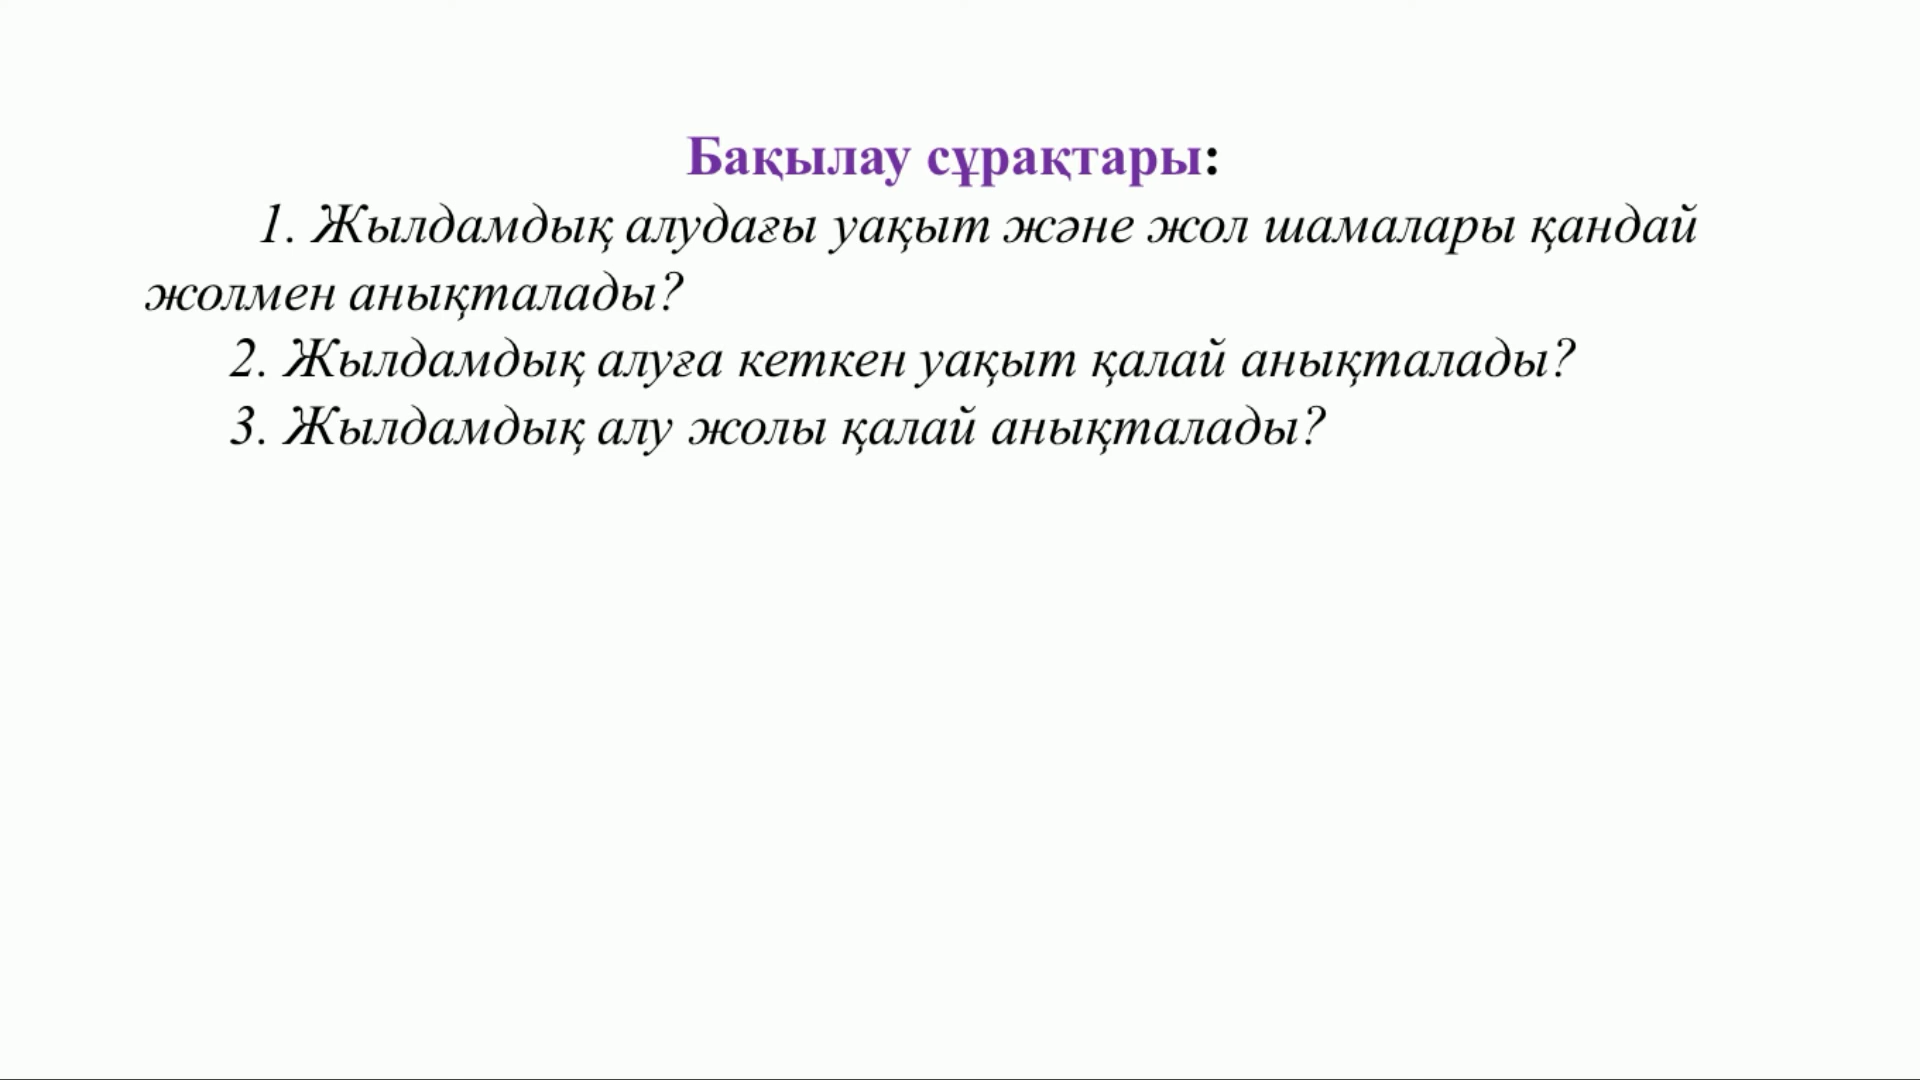 Бақылау сұрақтары:
1. Жылдамдық алудағы уақыт және жол шамалары қандай
жолмен анықталады?
2. Жылдамдық алуға кеткен уақыт қалай анықталады?
3. Жылдамдық алу жолы қалай анықталады?